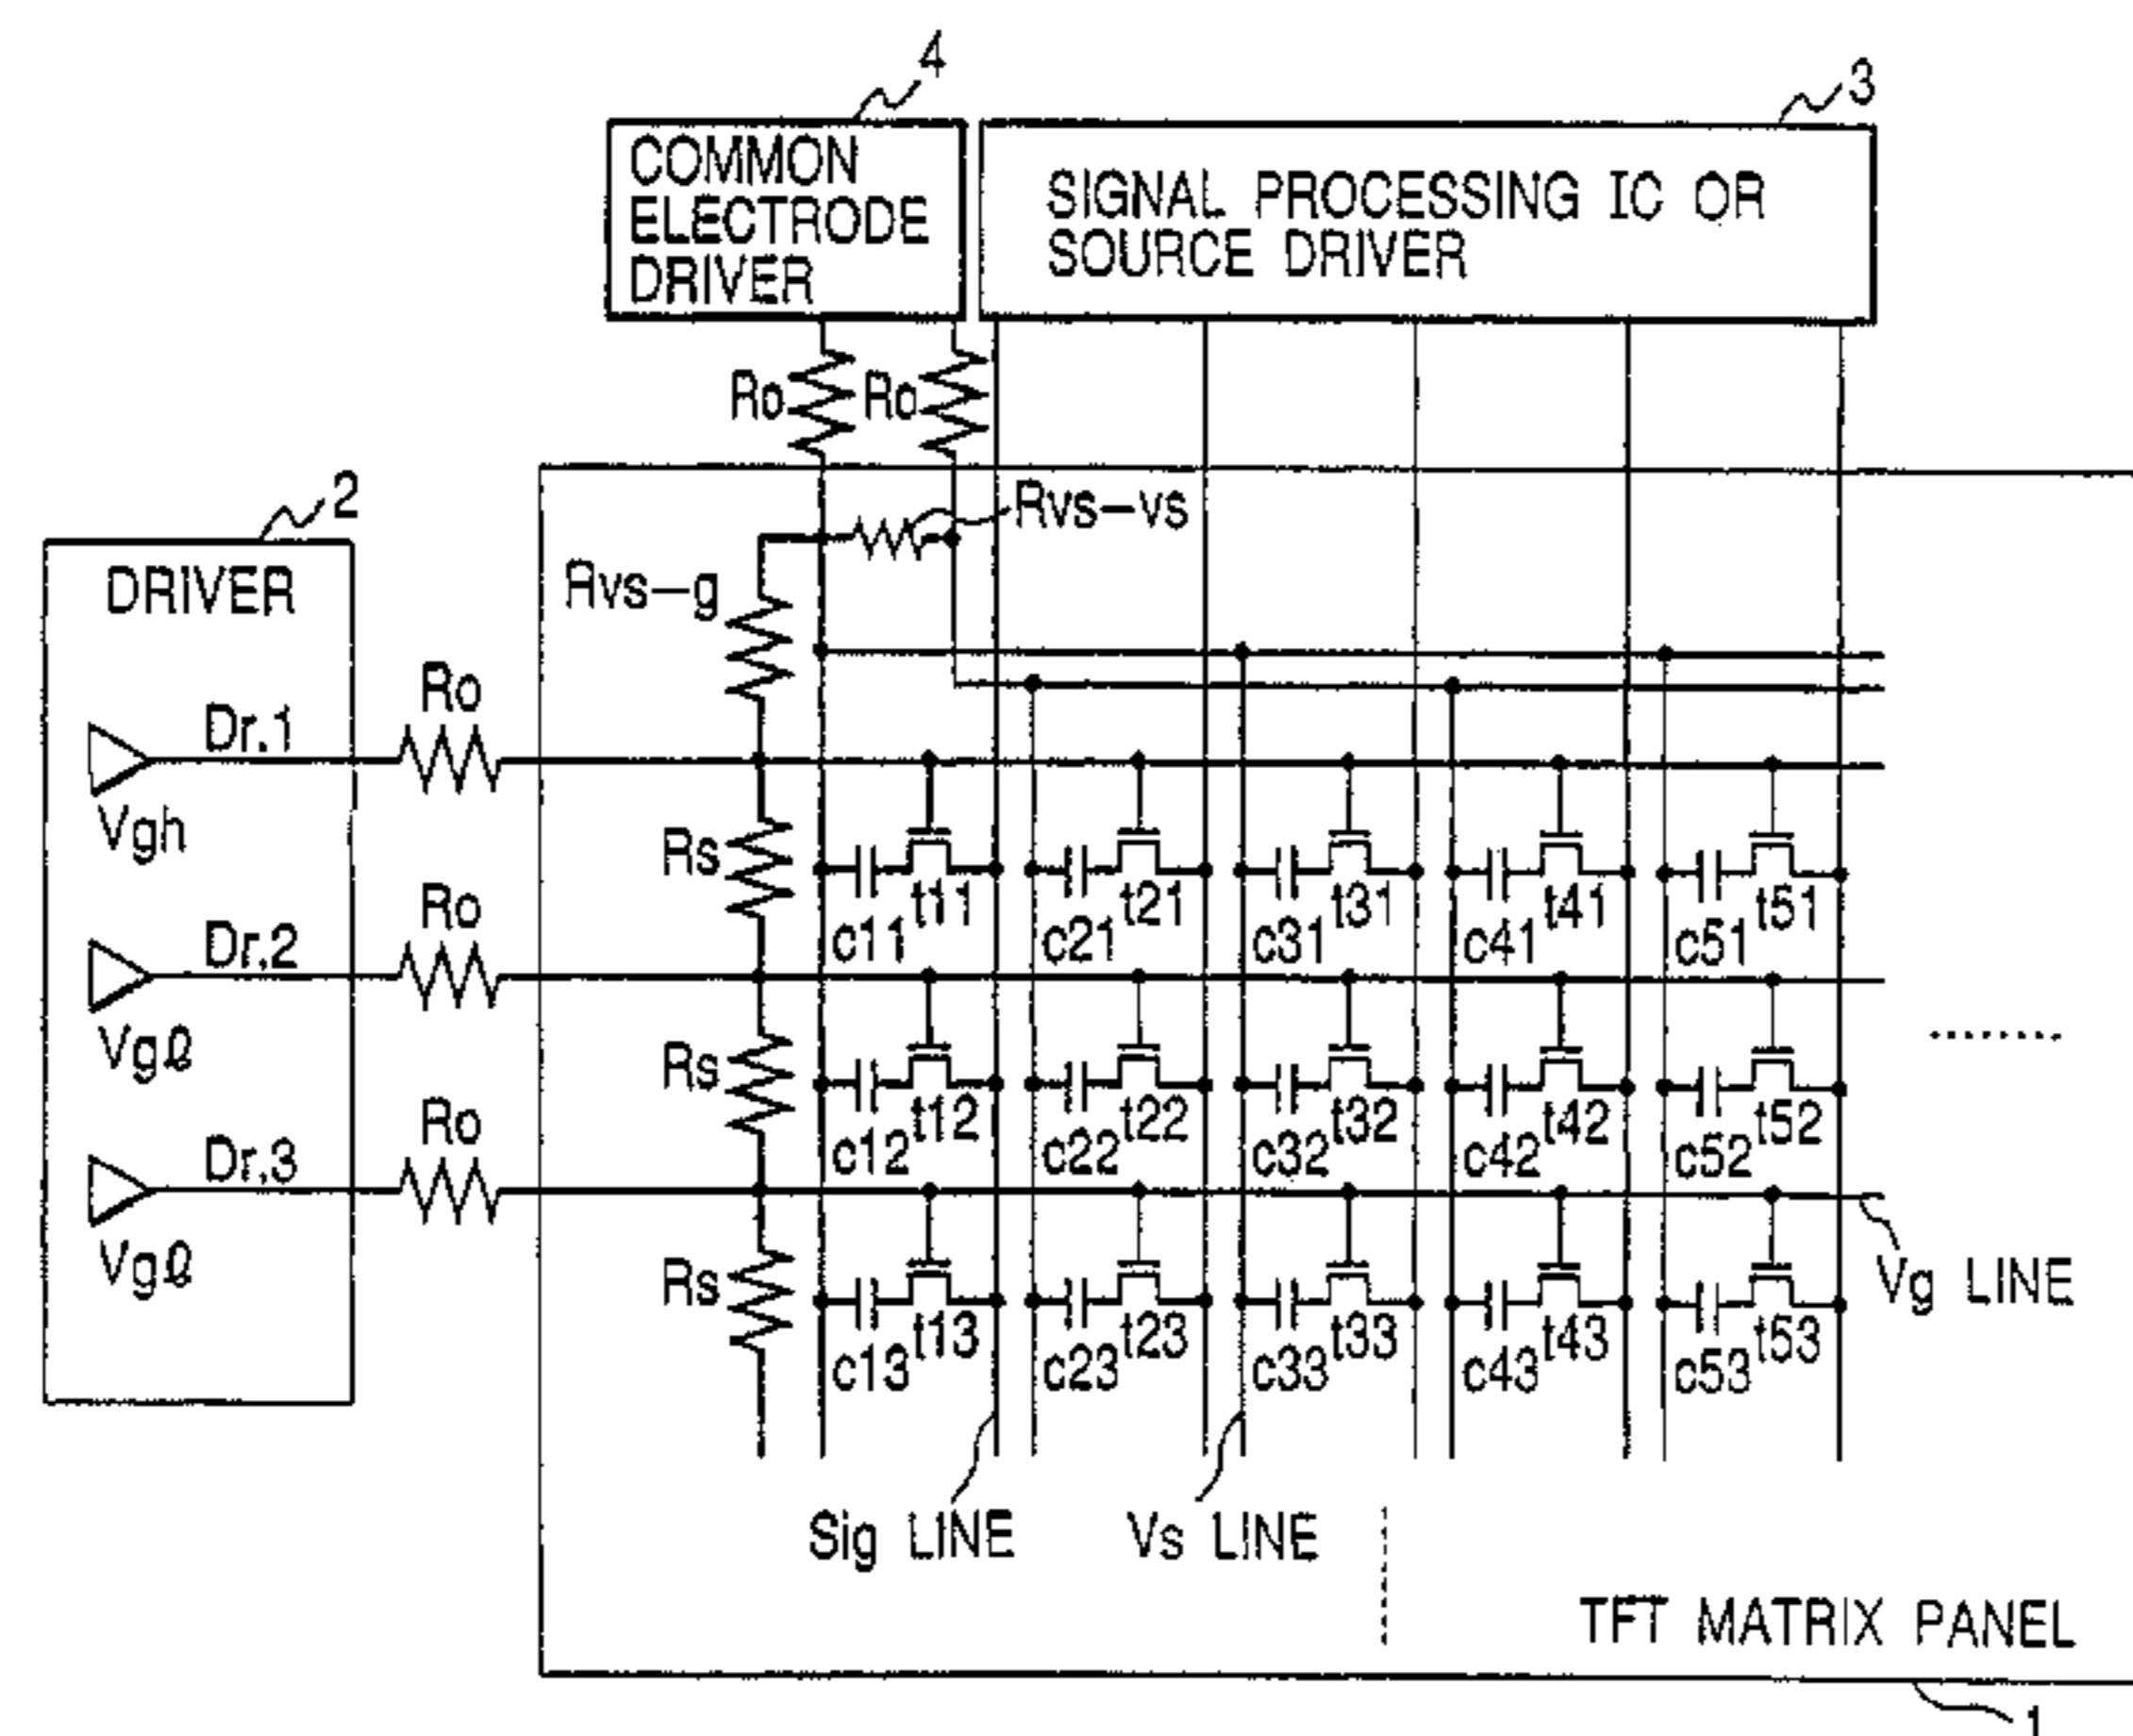 4
3
COMMON
ELECTRODE
DRIVER
SIGNAL PROCESSING IC OR
SOURCE DRIVER
Ro
Ro
2
Rvs-vs
DRIVER
Rvs-g
Dr.1
Ro
Vgh
Rs
t11
t21
t31
t41
t51
c11
c21
c31
c41
c51
Dr.2
Ro
Vgℓ
Rs
t12
t22
t32
t42
t52
c12
c22
c32
c42
c52
Dr.3
Ro
Vgℓ
Rs
t13
t23
t33
t43
t53
c13
c23
c33
c43
c53
Vg LINE
Sig LINE
Vs LINE
TFT MATRIX PANEL
1